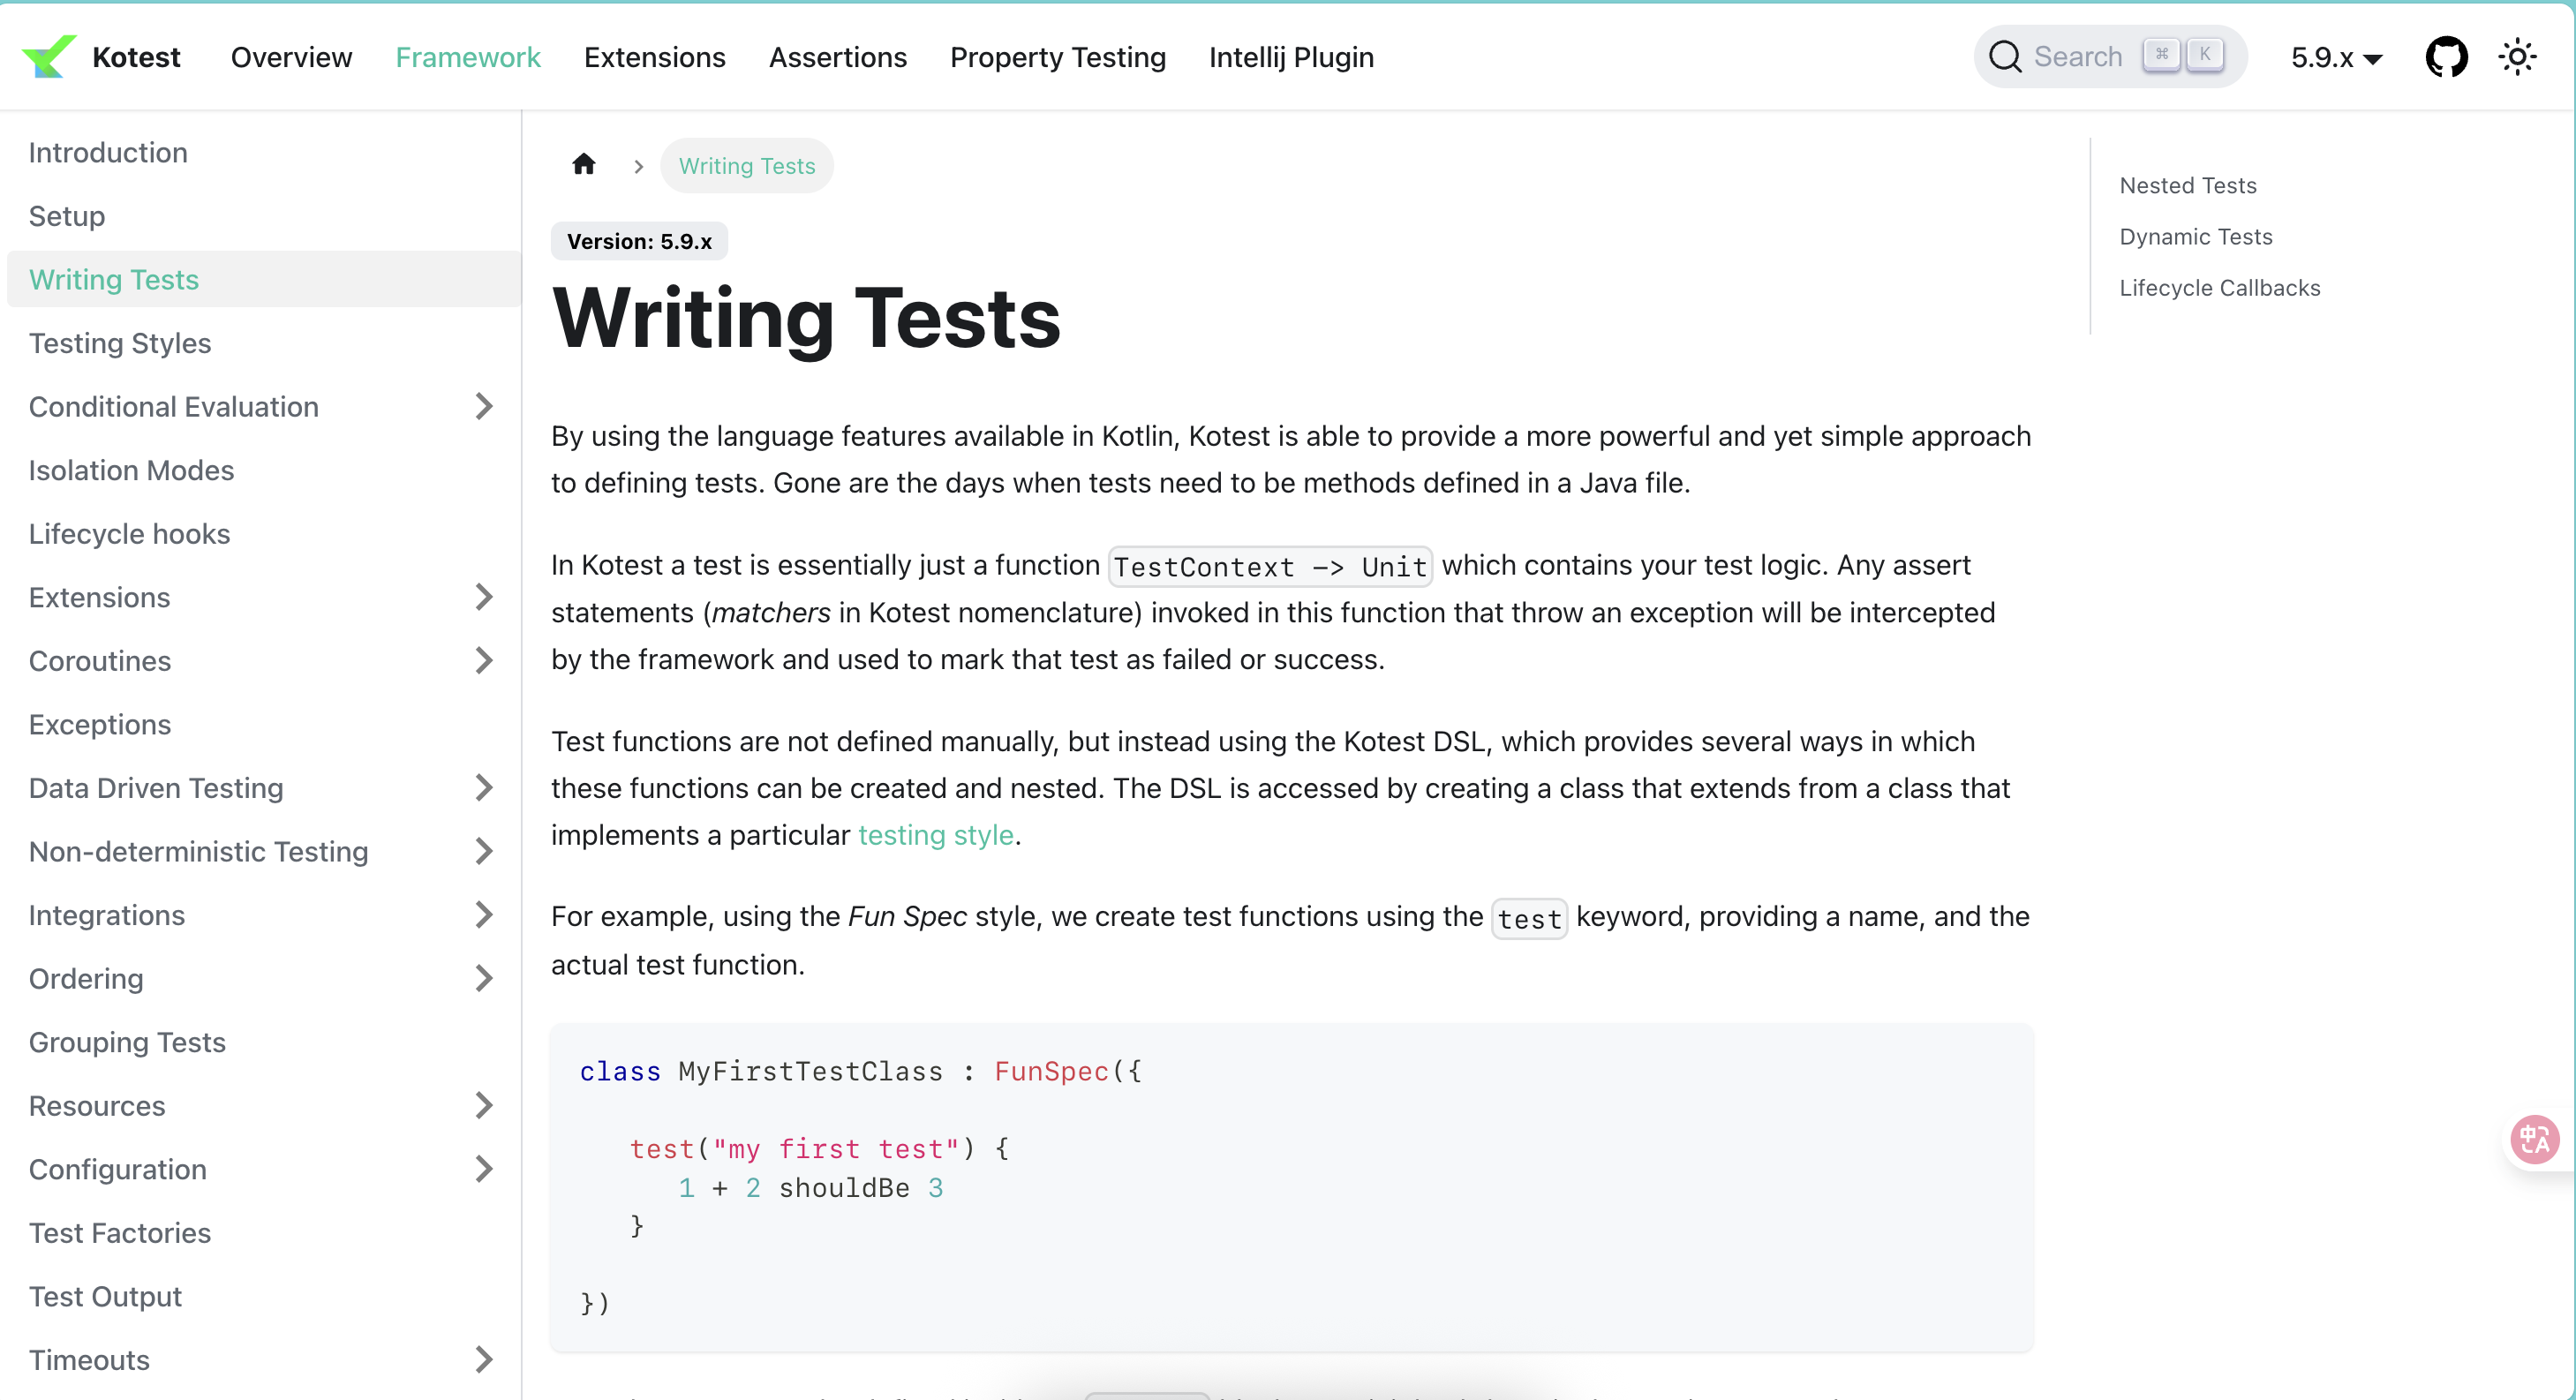 Kotest Overview Framework Extensions Assertions Property Testing Intellij Plugin Search ⌘ K 5.9.x
Introduction
Setup
Writing Tests
Testing Styles
Conditional Evaluation
Isolation Modes
Lifecycle hooks
Extensions
Coroutines
Exceptions
Data Driven Testing
Non-deterministic Testing
Integrations
Ordering
Grouping Tests
Resources
Configuration
Test Factories
Test Output
Timeouts
Writing Tests
Version: 5.9.x
Writing Tests
By using the language features available in Kotlin, Kotest is able to provide a more powerful and yet simple approach
to defining tests. Gone are the days when tests need to be methods defined in a Java file.
In Kotest a test is essentially just a function TestContext -> Unit which contains your test logic. Any assert
statements (matchers in Kotest nomenclature) invoked in this function that throw an exception will be intercepted
by the framework and used to mark that test as failed or success.
Test functions are not defined manually, but instead using the Kotest DSL, which provides several ways in which
these functions can be created and nested. The DSL is accessed by creating a class that extends from a class that
implements a particular testing style.
For example, using the Fun Spec style, we create test functions using the test keyword, providing a name, and the
actual test function.
class MyFirstTestClass : FunSpec({
test("my first test") {
1 + 2 shouldBe 3
}
})
Nested Tests
Dynamic Tests
Lifecycle Callbacks
中 A